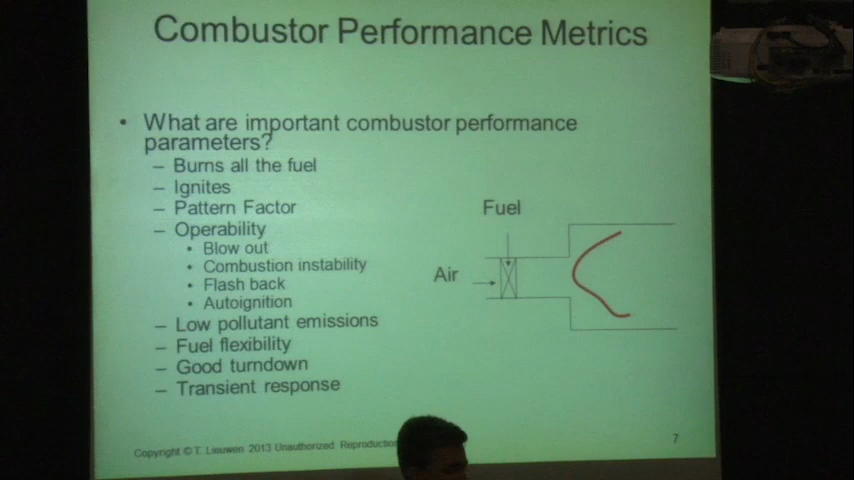 Combustor Performance Metrics
• What are important combustor performance
parameters?
– Burns all the fuel
– Ignites
– Pattern Factor
– Operability
• Blow out
• Combustion instability
• Flash back
• Autoignition
– Low pollutant emissions
– Fuel flexibility
– Good turndown
– Transient response
Fuel
Air
Copyright © T. Lieuwen 2013 Unauthorized Reproduction
7